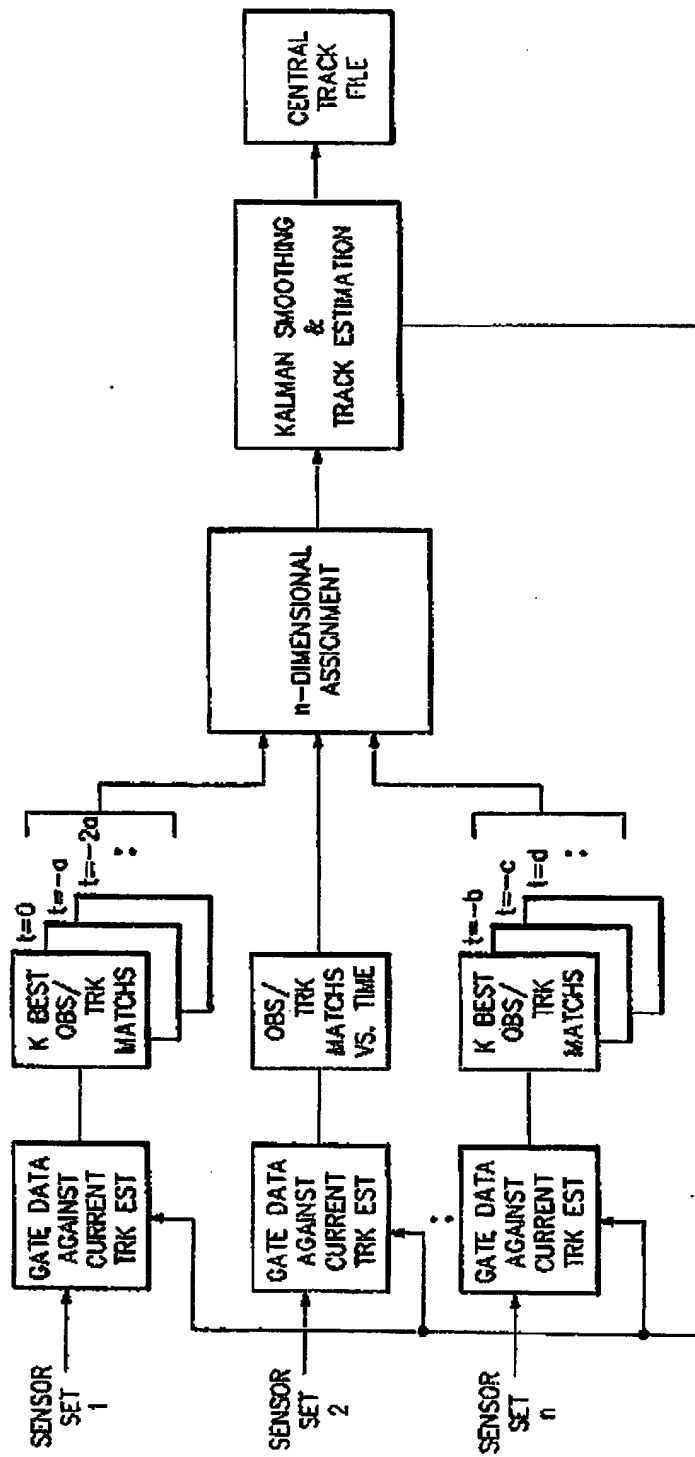 SENSOR
SET
1
GATE DATA
AGAINST
CURRENT
TRK EST
K BEST
OBS/
TRK
MATCHS
t=0
t=-a
t=-2a
:
SENSOR
SET
2
GATE DATA
AGAINST
CURRENT
TRK EST
OBS/
TRK
MATCHS
VS. TIME
:
SENSOR
SET
n
GATE DATA
AGAINST
CURRENT
TRK EST
K BEST
OBS/
TRK
MATCHS
t=-b
t=-c
t=d
:
n-DIMENSIONAL
ASSIGNMENT
KALMAN SMOOTHING
&
TRACK ESTIMATION
CENTRAL
TRACK
FILE